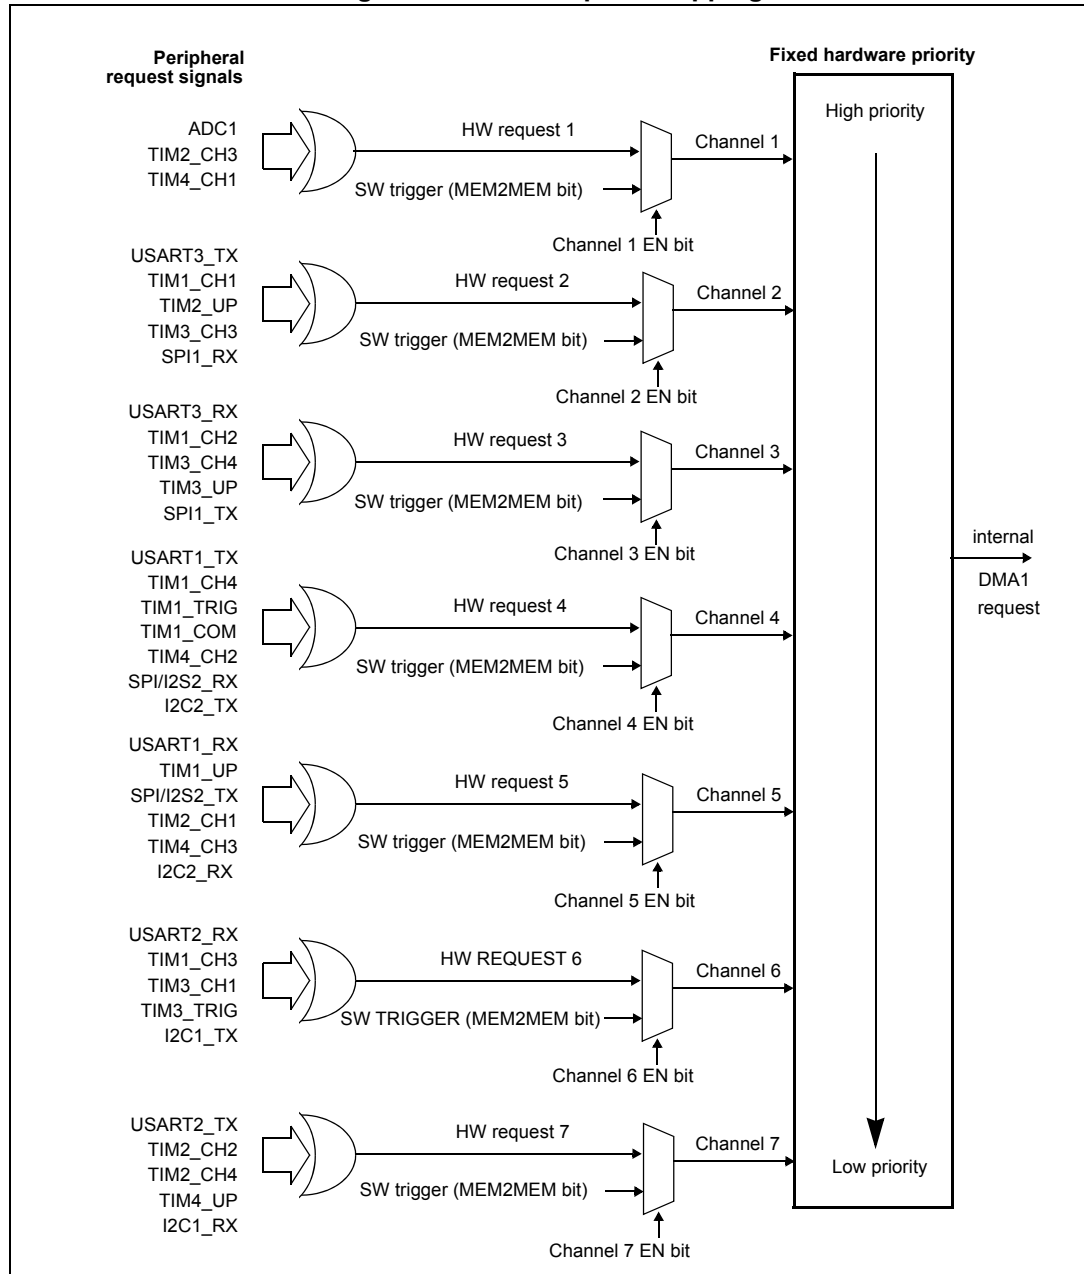 Peripheral
request signals
Fixed hardware priority
High priority
ADC1
TIM2_CH3
TIM4_CH1
HW request 1
SW trigger (MEM2MEM bit)
Channel 1
Channel 1 EN bit
USART3_TX
TIM1_CH1
TIM2_UP
TIM3_CH3
SPI1_RX
HW request 2
SW trigger (MEM2MEM bit)
Channel 2
Channel 2 EN bit
USART3_RX
TIM1_CH2
TIM3_CH4
TIM3_UP
SPI1_TX
HW request 3
SW trigger (MEM2MEM bit)
Channel 3
Channel 3 EN bit
internal
DMA1
request
USART1_TX
TIM1_CH4
TIM1_TRIG
TIM1_COM
TIM4_CH2
SPI/I2S2_RX
I2C2_TX
HW request 4
SW trigger (MEM2MEM bit)
Channel 4
Channel 4 EN bit
USART1_RX
TIM1_UP
SPI/I2S2_TX
TIM2_CH1
TIM4_CH3
I2C2_RX
HW request 5
SW trigger (MEM2MEM bit)
Channel 5
Channel 5 EN bit
USART2_RX
TIM1_CH3
TIM3_CH1
TIM3_TRIG
I2C1_TX
HW REQUEST 6
SW TRIGGER (MEM2MEM bit)
Channel 6
Channel 6 EN bit
USART2_TX
TIM2_CH2
TIM2_CH4
TIM4_UP
I2C1_RX
HW request 7
SW trigger (MEM2MEM bit)
Channel 7
Channel 7 EN bit
Low priority